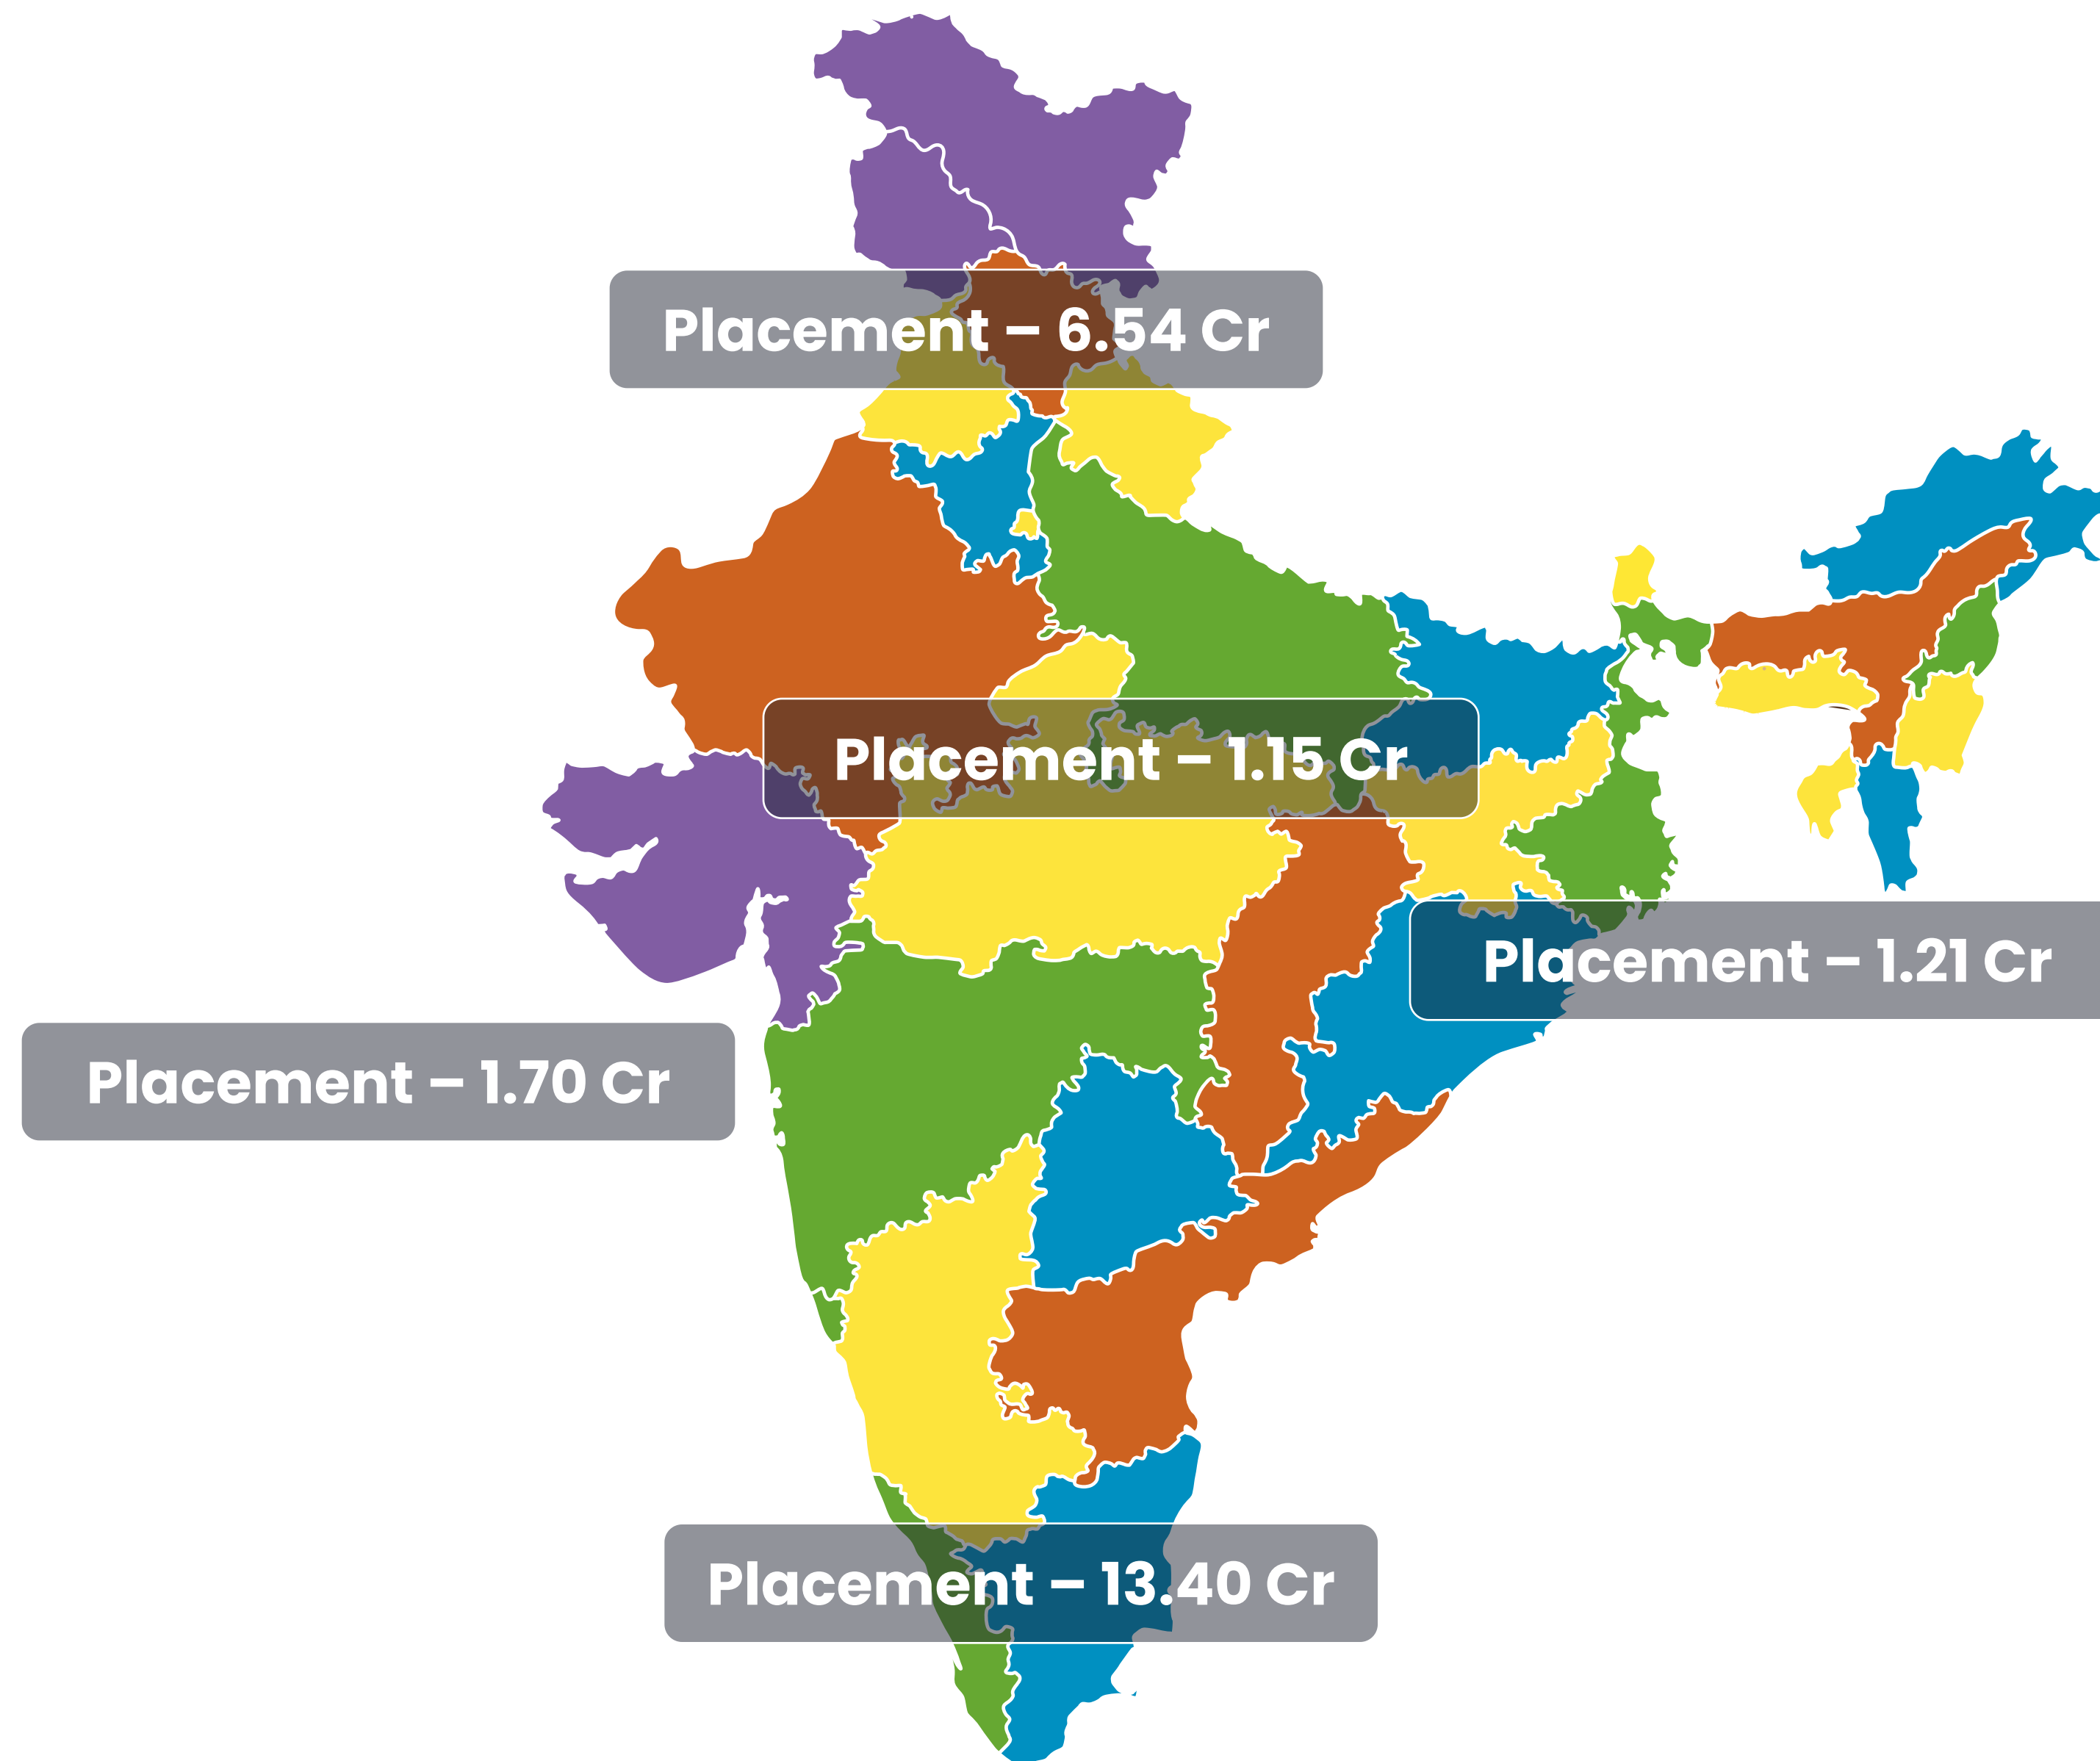 Placement – 6.54 Cr
Placement – 1.15 Cr
Placement – 1.21 Cr
Placement – 1.70 Cr
Placement – 13.40 Cr